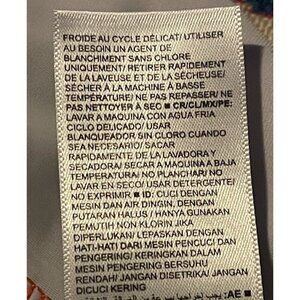 FROIDE AU CYCLE DÉLICAT/ UTILISER
AU BESOIN UN AGENT DE
BLANCHIMENT SANS CHLORE
UNIQUEMENT/ RETIRER RAPIDEMENT
DE LA LAVEUSE ET DE LA SÉCHEUSE/
SÉCHER À LA MACHINE À BASSE
TEMPÉRATURE/ NE PAS REPASSER/ NE
PAS NETTOYER À SEC ■ CR/CL/MX/PE:
LAVAR A MAQUINA CON AGUA FRIA
CICLO DELICADO/ USAR
BLANQUEADOR SIN CLORO CUANDO
SEA NECESARIO/ SACAR
RAPIDAMENTE DE LA LAVADORA Y
SECADORA/ SECAR A MAQUINA A BAJA
TEMPERATURA/ NO PLANCHAR/ NO
LAVAR EN SECO/ USAR DETERGENTE/
NO EXPRIMIR ■ ID: CUCI DENGAN
MESIN DAN AIR DINGIN, DENGAN
PUTARAN HALUS / HANYA GUNAKAN
PEMUTIH NON KLORIN JIKA
DIPERLUKAN/ LEPASKAN DENGAN
HATI-HATI DARI MESIN PENCUCI DAN
PENGERING/ KERINGKAN DALAM
MESIN PENGERING BERSUHU
RENDAH/ JANGAN DISETRIKA/ JANGAN
DICUCI KERING
■ AE: